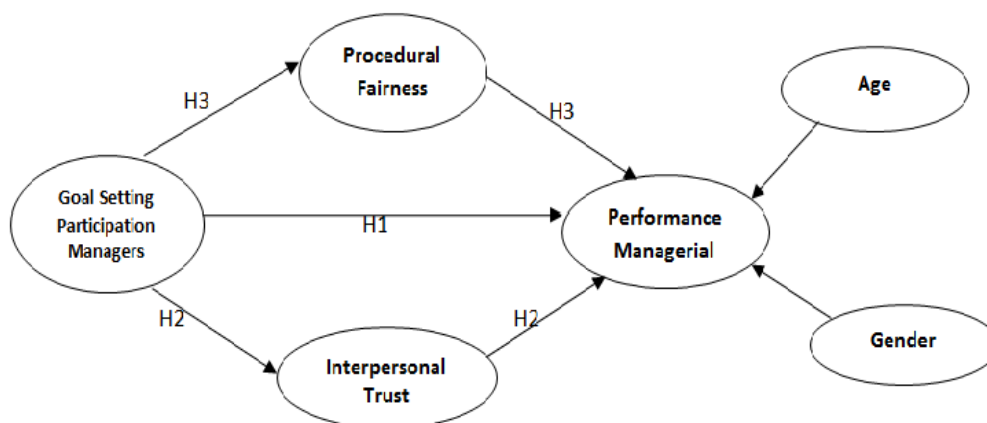 Procedural
Fairness
Age
H3
H3
Goal Setting
Participation
Managers
H1
Performance
Managerial
H2
H2
Interpersonal
Trust
Gender